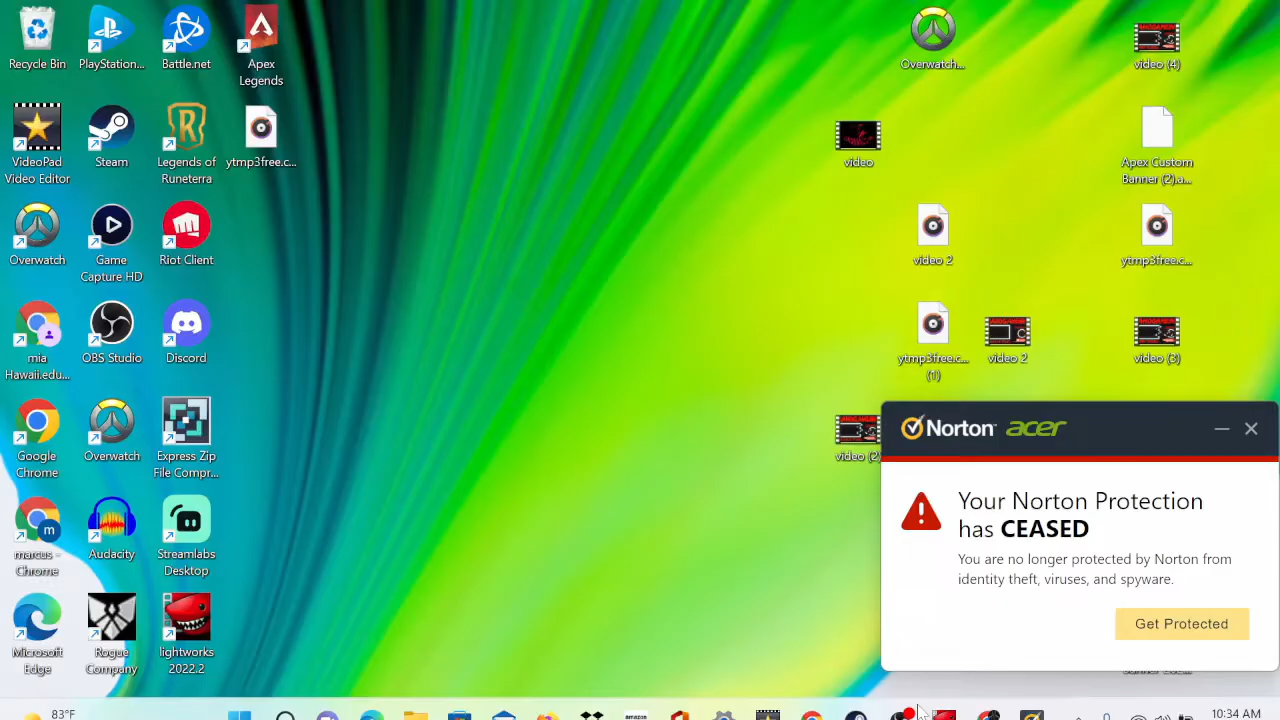 Recycle Bin
PlayStation...
Battle.net
Apex
Legends
Overwatch...
video (4)
VideoPad
Video Editor
Steam
Legends of
Runeterra
ytmp3free.c...
video
Apex Custom
Banner (2).a...
Overwatch
Game
Capture HD
Riot Client
video 2
ytmp3free.c...
mia
Hawaii.edu...
OBS Studio
Discord
ytmp3free.c...
(1)
video 2
video (3)
Google
Chrome
Overwatch
Express Zip
File Compr...
video (2)
Norton acer
Your Norton Protection
has CEASED
You are no longer protected by Norton from
identity theft, viruses, and spyware.
Get Protected
marcus -
Chrome
Audacity
Streamlabs
Desktop
Microsoft
Edge
Rogue
Company
lightworks
2022.2
83°F
amazon
10:34 AM